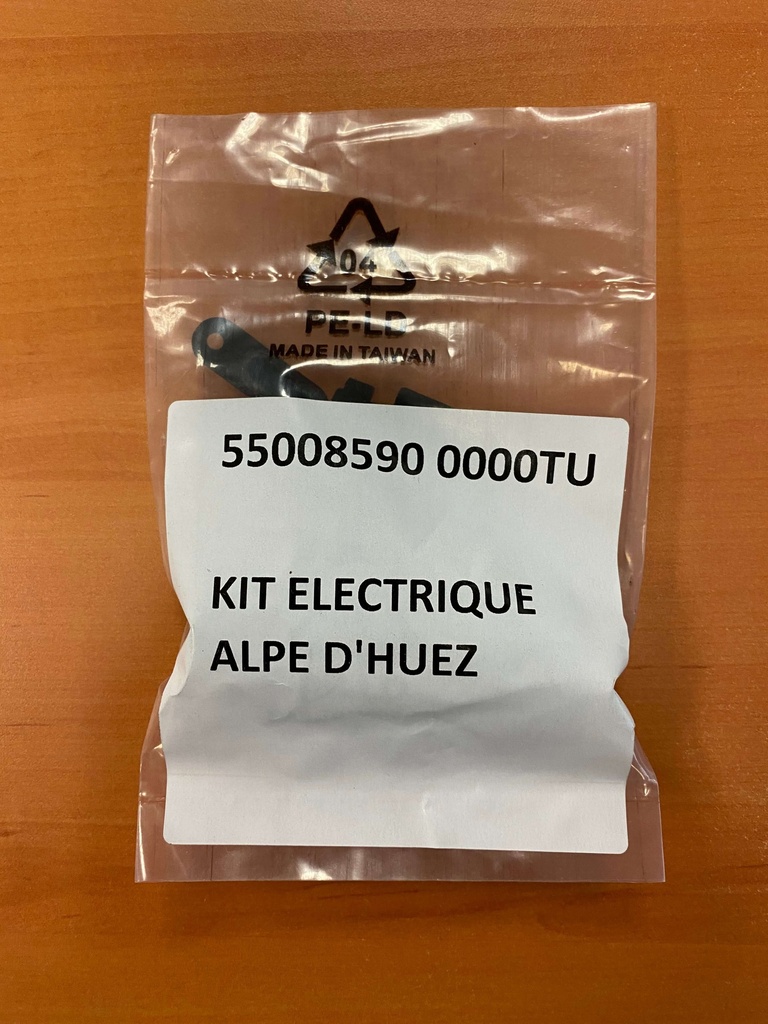 04
PE-LD
MADE IN TAIWAN
55008590 0000TU
KIT ELECTRIQUE
ALPE D'HUEZ